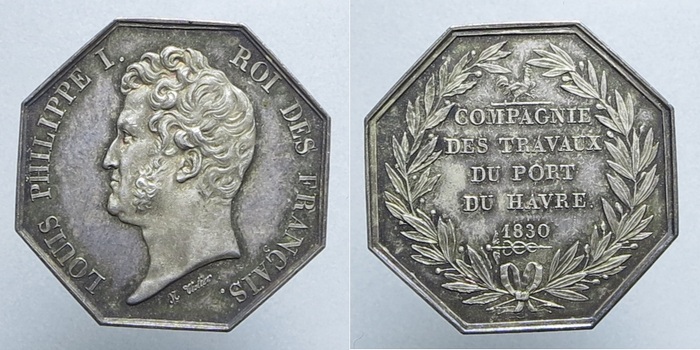 LOUIS PHILIPPE I. ROI DES FRANÇAIS.
COMPAGNIE
DES TRAVAUX
DU PORT
DU HAVRE.
1830